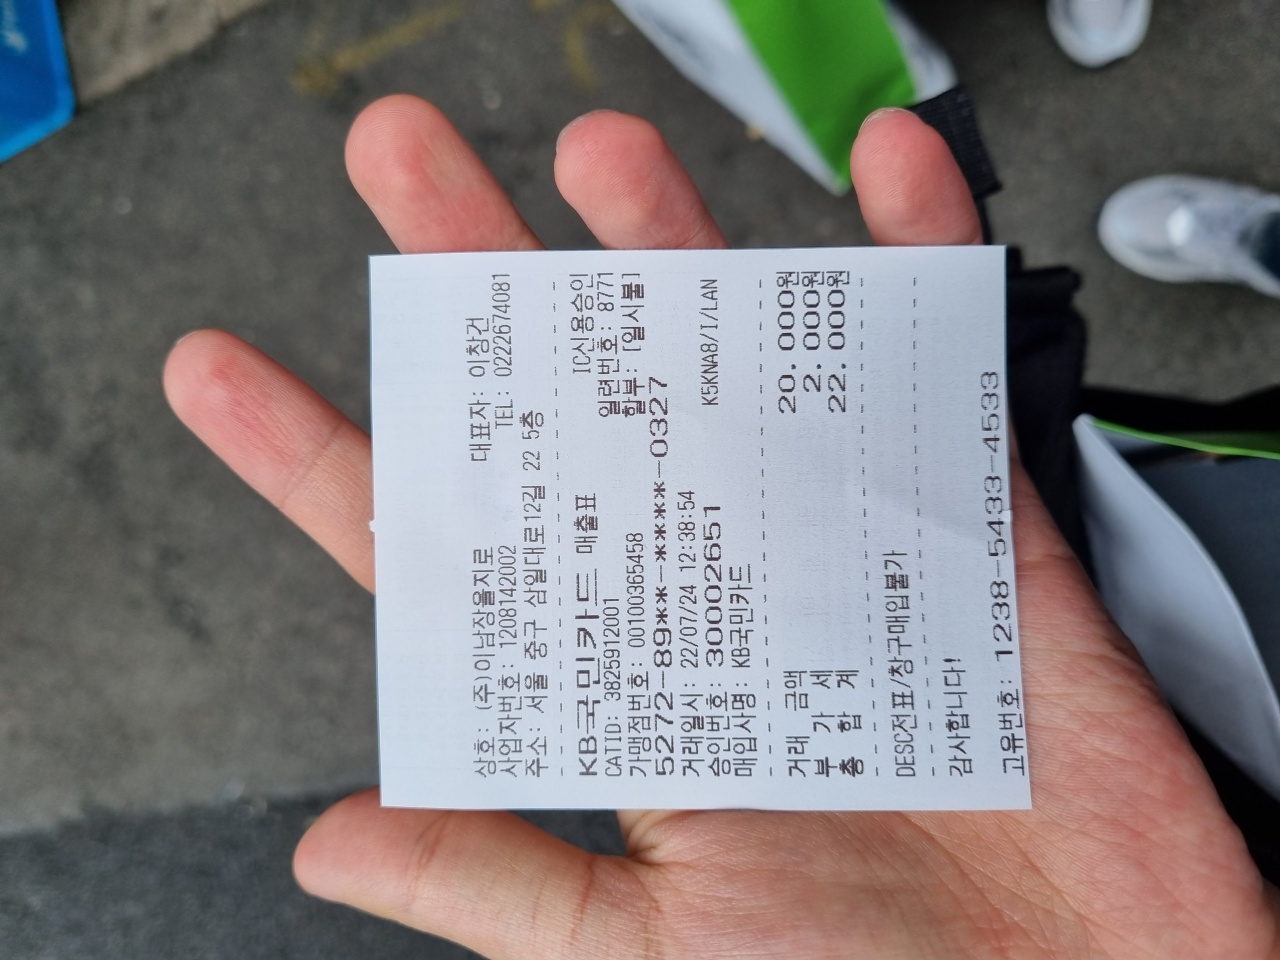 상호: (주)이남장을지로 대표자: 이창건
사업자번호: 1208142002 TEL: 0222674081
주소: 서울 중구 삼일대로12길 22 5층
KB국민카드 매출표 IC신용승인
CATID: 3825912001 일련번호: 8771
가맹점번호: 00100365458 할부: [일시불]
5272-89**-****-0327
거래일시: 22/07/24 12:38:54
승인번호: 30002651 K5KNA8/I/LAN
매입사명: KB국민카드
거래 금액 20.000원
부 가 세 2.000원
총 합 계 22.000원
DESC전표/창구매입불가
감사합니다!
고유번호: 1238-5433-4533